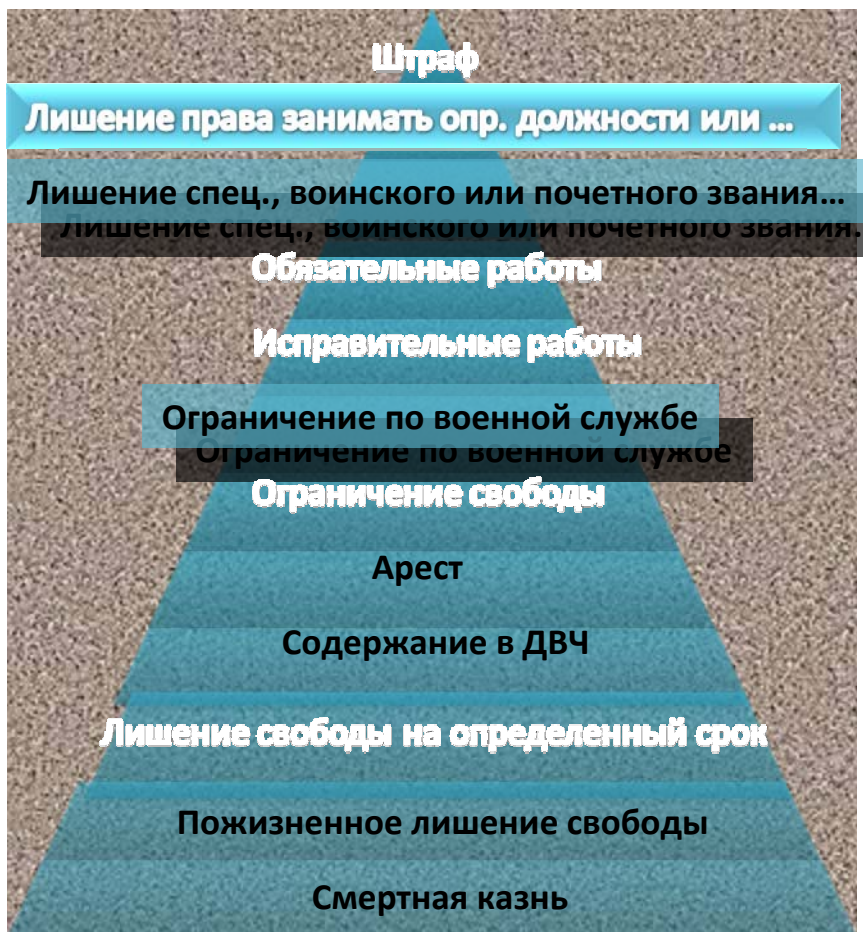 Штраф
Лишение права занимать опр. должности или ...
Лишение спец., воинского или почетного звания...
Лишение спец., воинского или почетного звания.
Обязательные работы
Исправительные работы
Ограничение по военной службе
Ограничение по военной службе
Ограничение свободы
Арест
Содержание в ДВЧ
Лишение свободы на определенный срок
Пожизненное лишение свободы
Смертная казнь